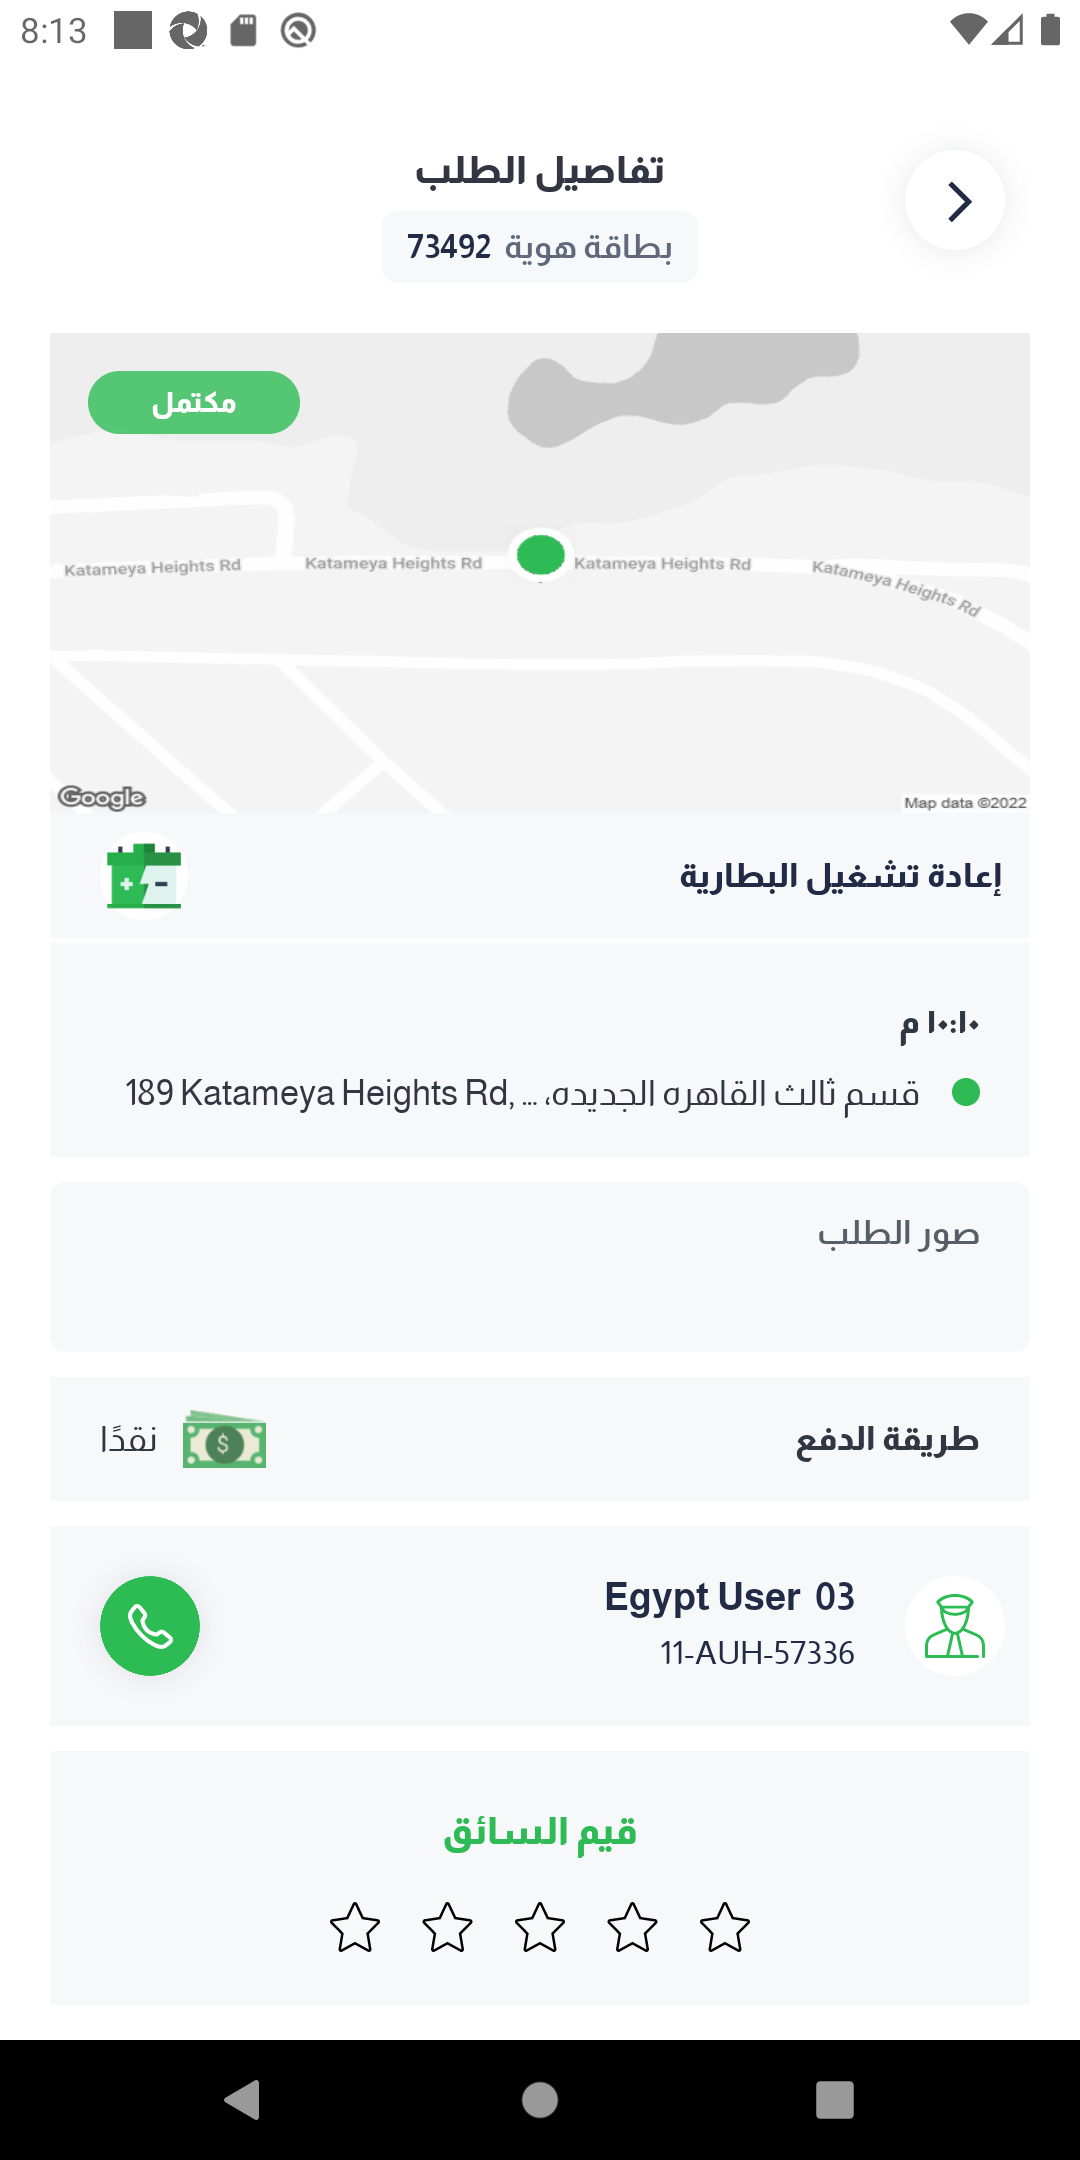 8:13
تفاصيل الطلب
بطاقة هوية 73492
مكتمل
Katameya Heights Rd
Katameya Heights Rd
Katameya Heights Rd
Katameya Heights Rd
Google
Map data ©2022
إعادة تشغيل البطارية
١٠:١٠ م
189 Katameya Heights Rd, ... قسم ثالث القاهره الجديده،
صور الطلب
طريقة الدفع
نقدًا
$
Egypt User 03
11-AUH-57336
قيم السائق